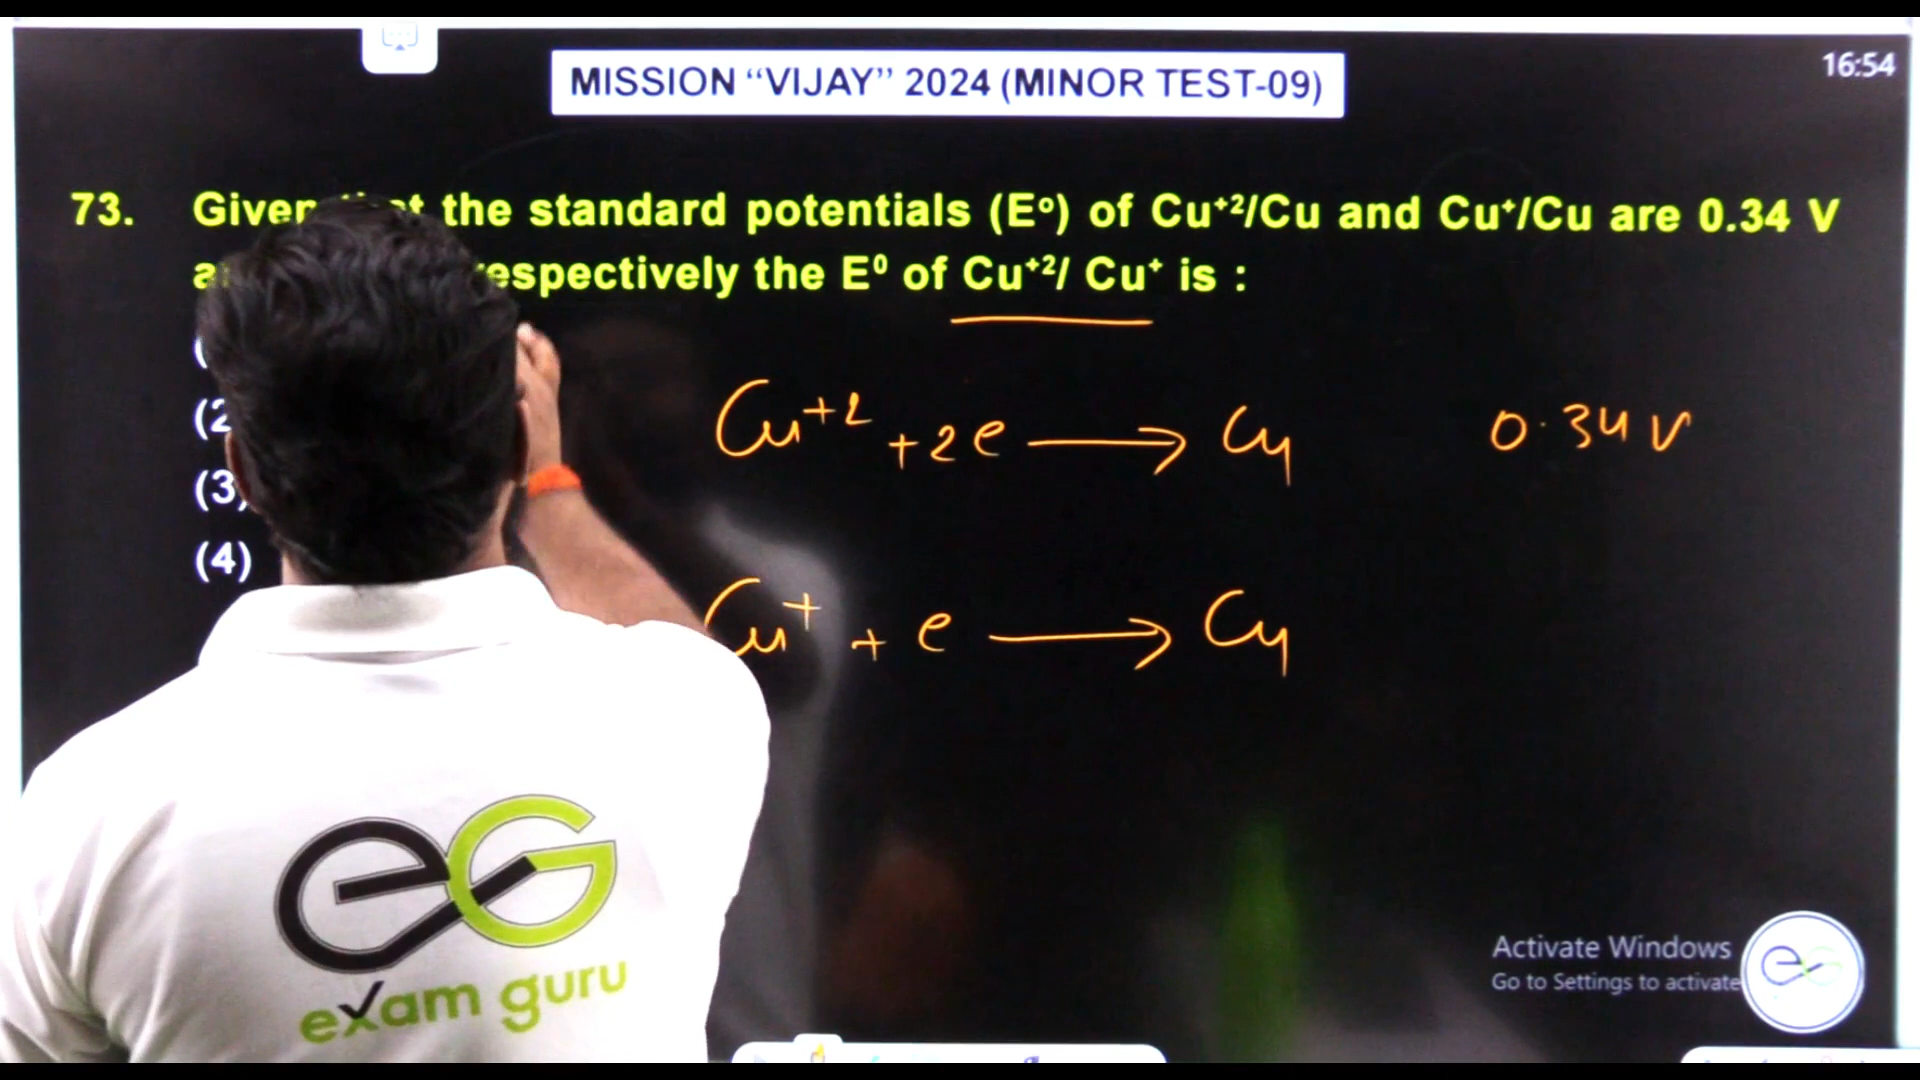 16:54
MISSION “VIJAY” 2024 (MINOR TEST-09)
73. Given the standard potentials (E⁰) of Cu⁺²/Cu and Cu⁺/Cu are 0.34 V
respectively the E⁰ of Cu⁺²/ Cu⁺ is :
Cu⁺² + 2e ⟶ Cu 0.34 V
(2
(3)
(4)
Cu⁺ + e ⟶ Cu
eG
exam guru
Activate Windows
Go to Settings to activate